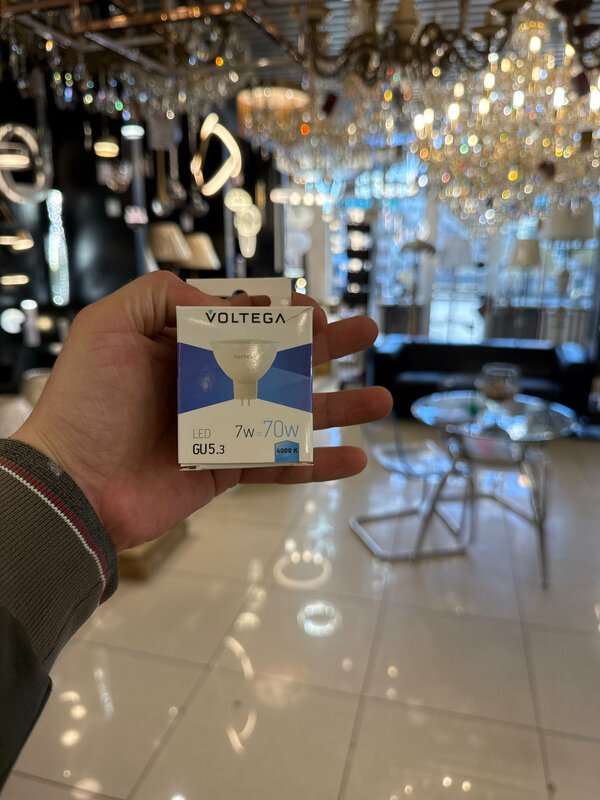 VOLTEGA
LED
7W≈70W
GU5.3
4000 K